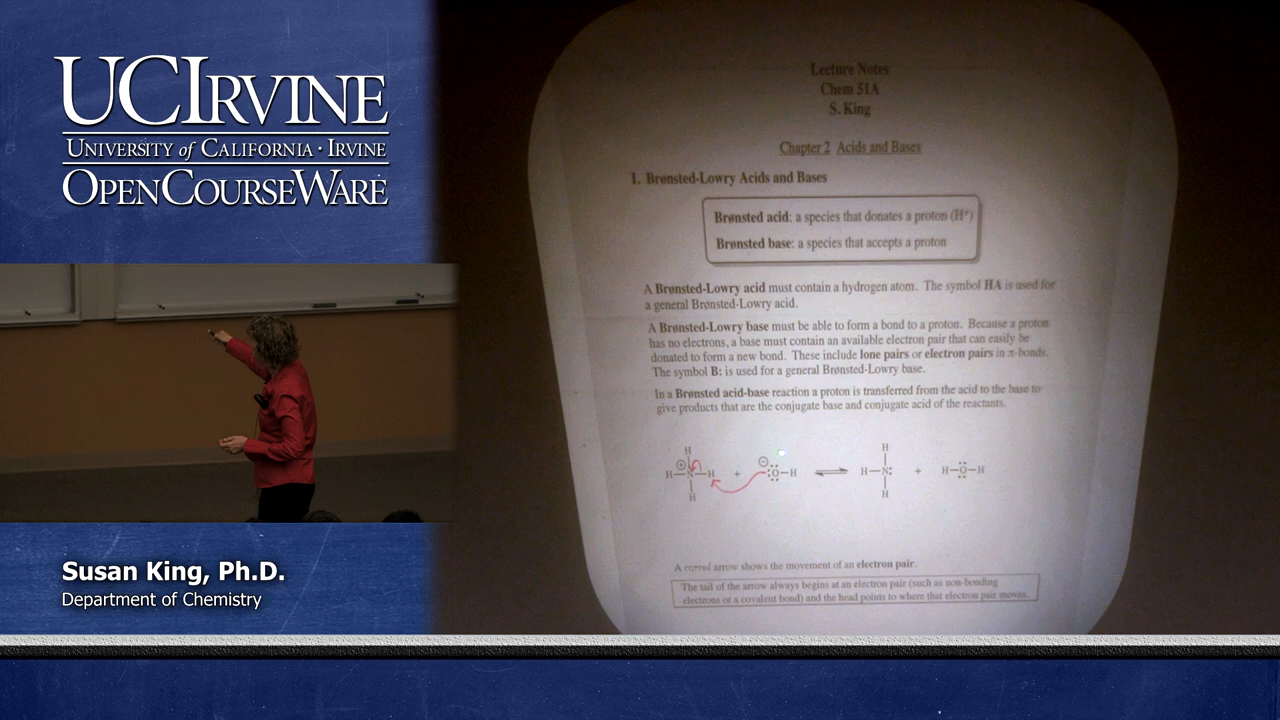 UCIRVINE
UNIVERSITY of CALIFORNIA · IRVINE
OPENCOURSEWARE
Susan King, Ph.D.
Department of Chemistry
Lecture Notes
Chem 51A
S. King
Chapter 2 Acids and Bases
1. Brønsted-Lowry Acids and Bases
Brønsted acid: a species that donates a proton (H⁺)
Brønsted base: a species that accepts a proton
A Brønsted-Lowry acid must contain a hydrogen atom. The symbol HA is used for
a general Brønsted-Lowry acid.
A Brønsted-Lowry base must be able to form a bond to a proton. Because a proton
has no electrons, a base must contain an available electron pair that can easily be
donated to form a new bond. These include lone pairs or electron pairs in π-bonds.
The symbol B: is used for a general Brønsted-Lowry base.
In a Brønsted acid-base reaction a proton is transferred from the acid to the base to
give products that are the conjugate base and conjugate acid of the reactants.
H H
H—N—H + :O—H ⇌ H—N: + H—O—H
H H
A curved arrow shows the movement of an electron pair.
The tail of the arrow always begins at an electron pair (such as non-bonding
electrons or a covalent bond) and the head points to where that electron pair moves.